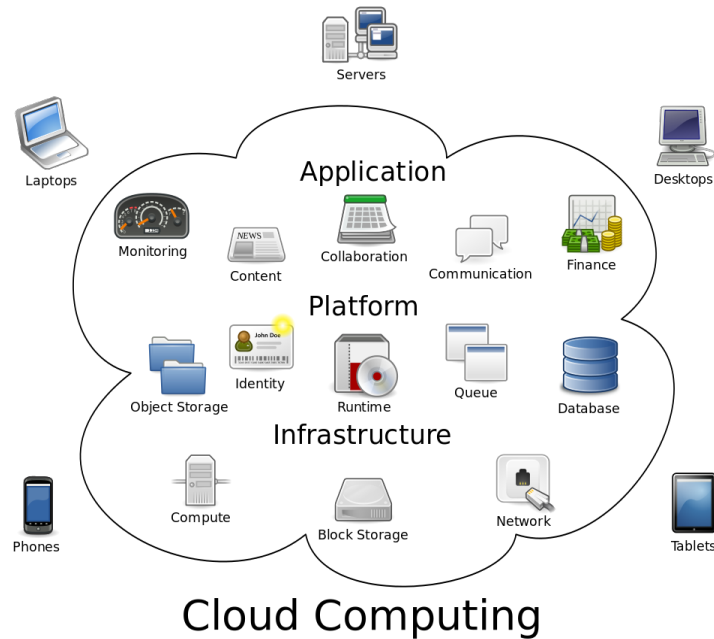 Servers
Laptops
Desktops
Application
Monitoring
NEWS
Content
Collaboration
Communication
Finance
Platform
John Doe
Object Storage
Identity
Runtime
Queue
Database
Infrastructure
Compute
Block Storage
Network
Phones
Tablets
Cloud Computing